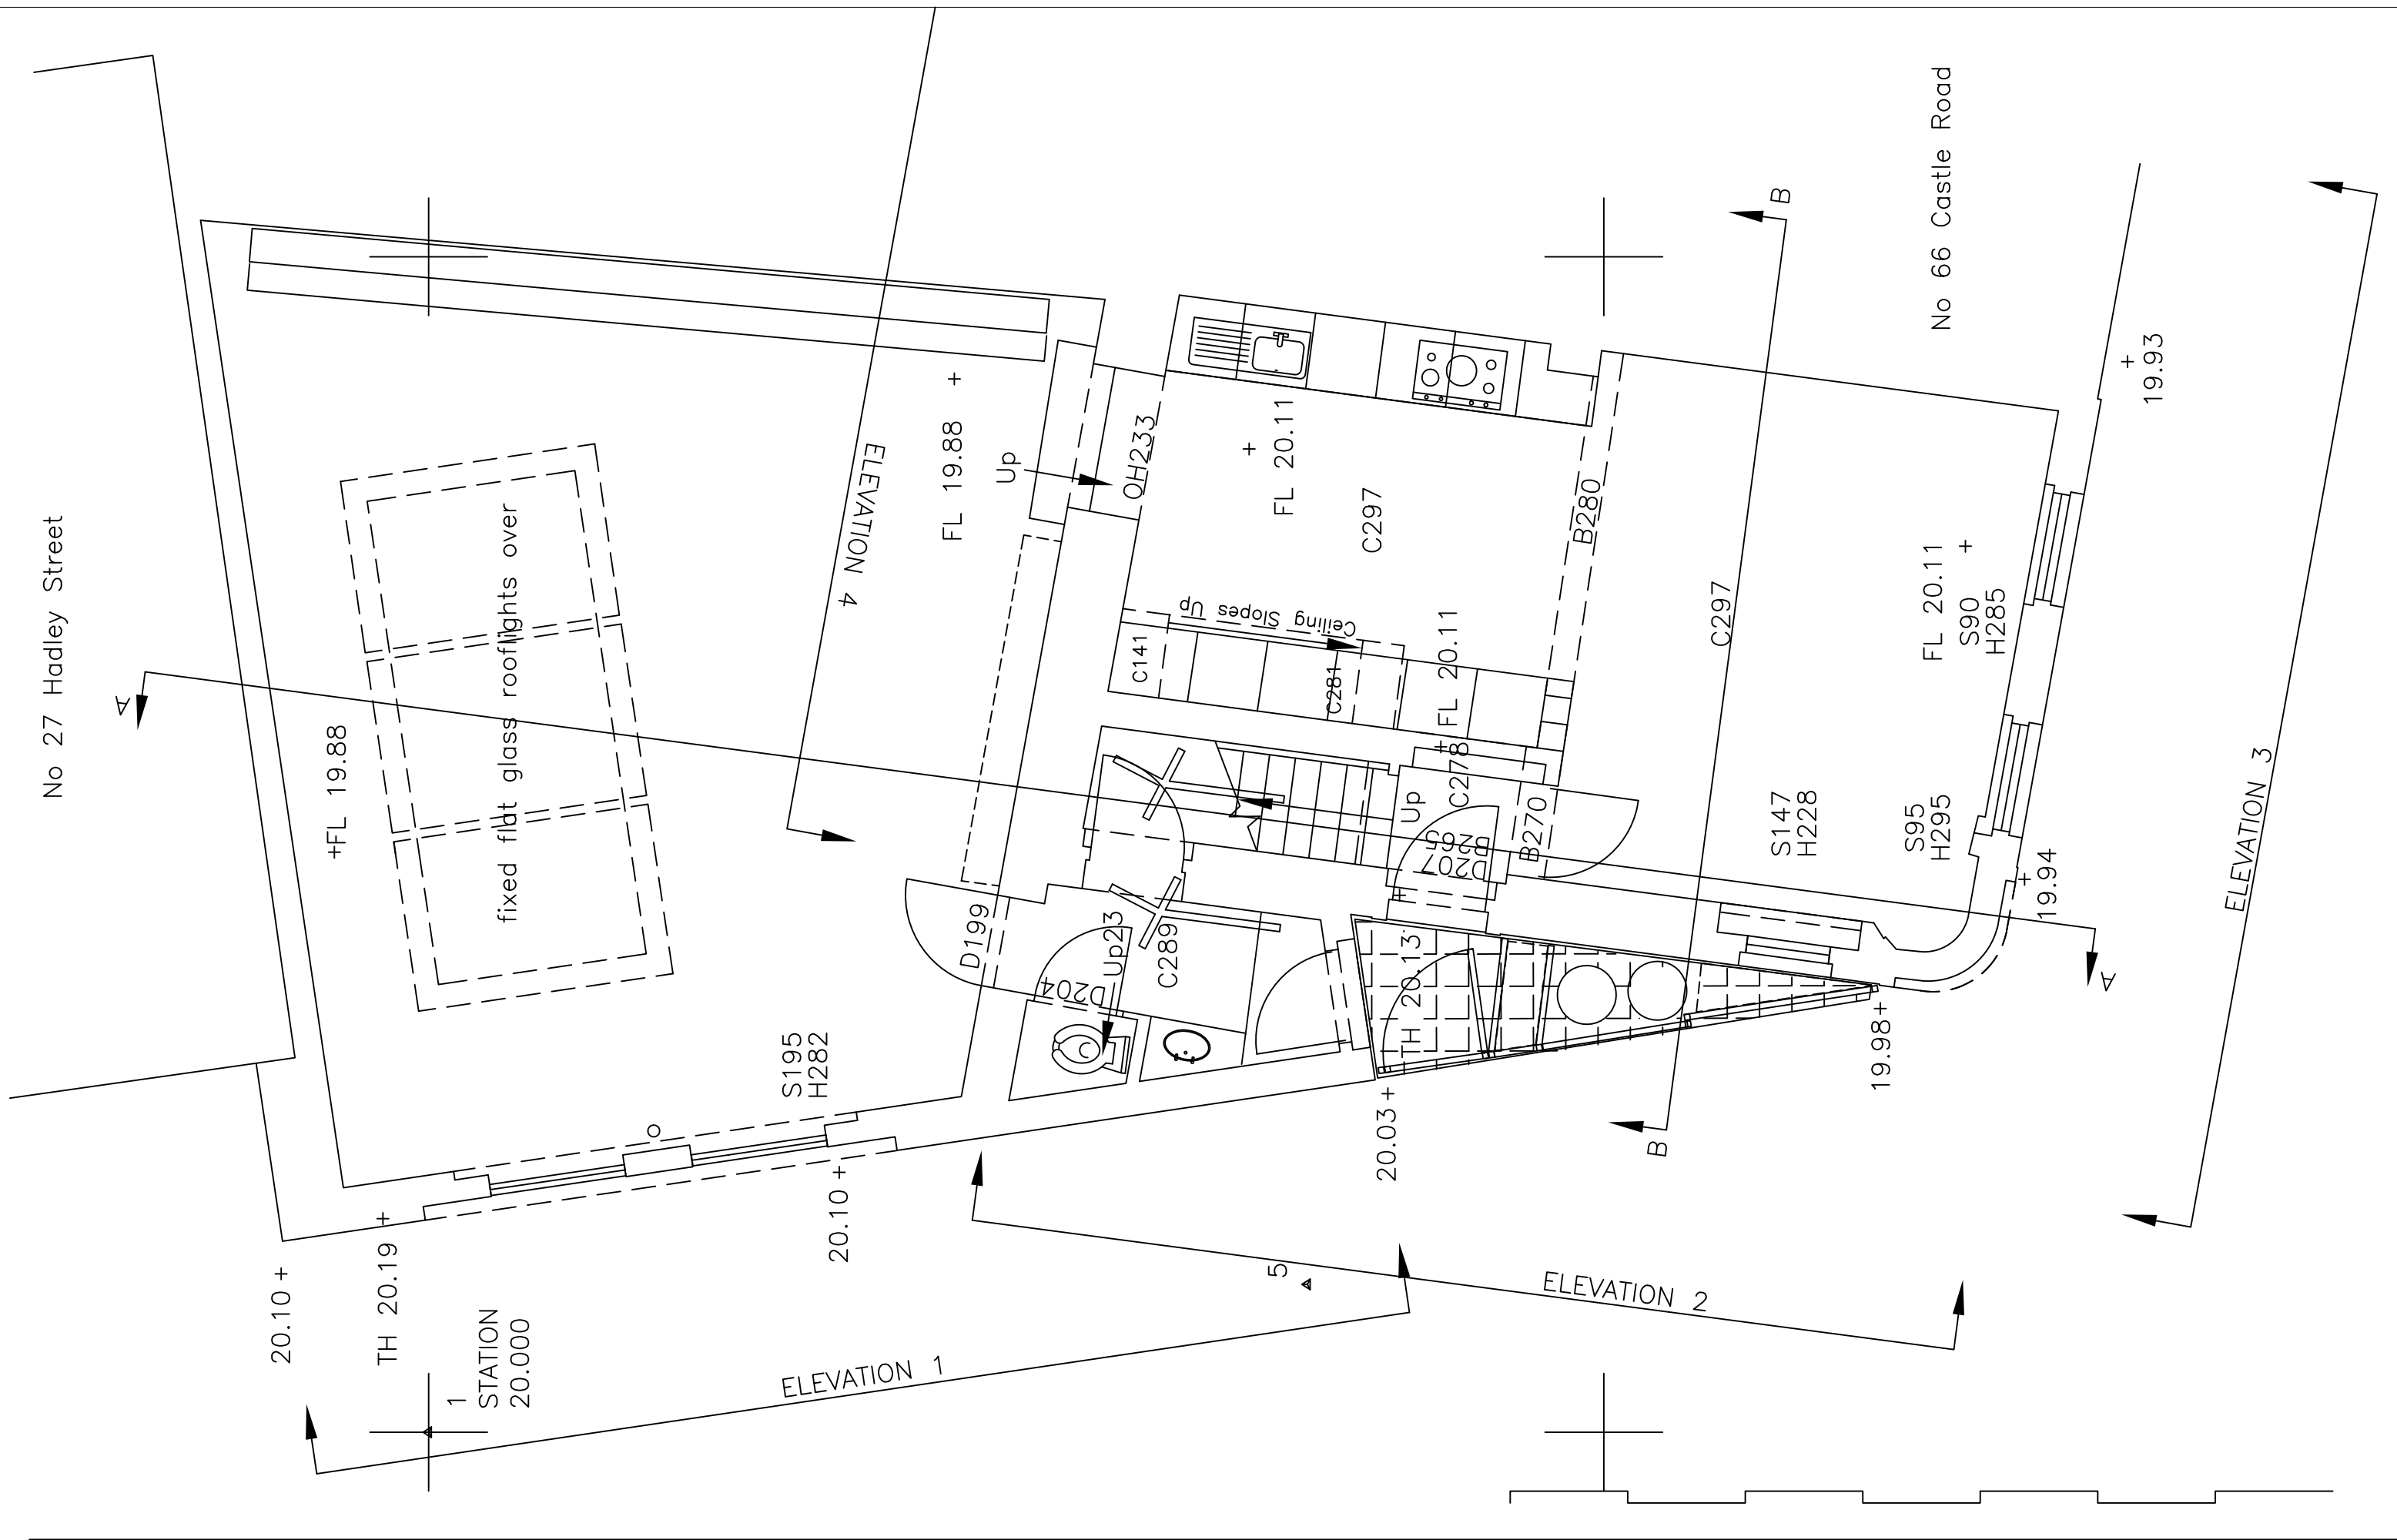 No 27 Hadley Street
A
+FL 19.88
fixed flat glass rooflights over
ELEVATION 4
FL 19.88 +
Up
OH233
+
FL 20.11
C297
B280
C141
Ceiling Slopes Up
C281
FL 20.11
+
C278
Up
B265
D207
+
B270
B
C297
No 66 Castle Road
+
19.93
FL 20.11
S90 +
H285
S147
H228
S95
H295
+
19.94
A
ELEVATION 3
D199
D204
Up23
C289
TH 20.13
S195
H282
20.10+
TH 20.19 +
20.10+
20.03+
19.98+
B
1
STATION
20.000
5
ELEVATION 1
ELEVATION 2